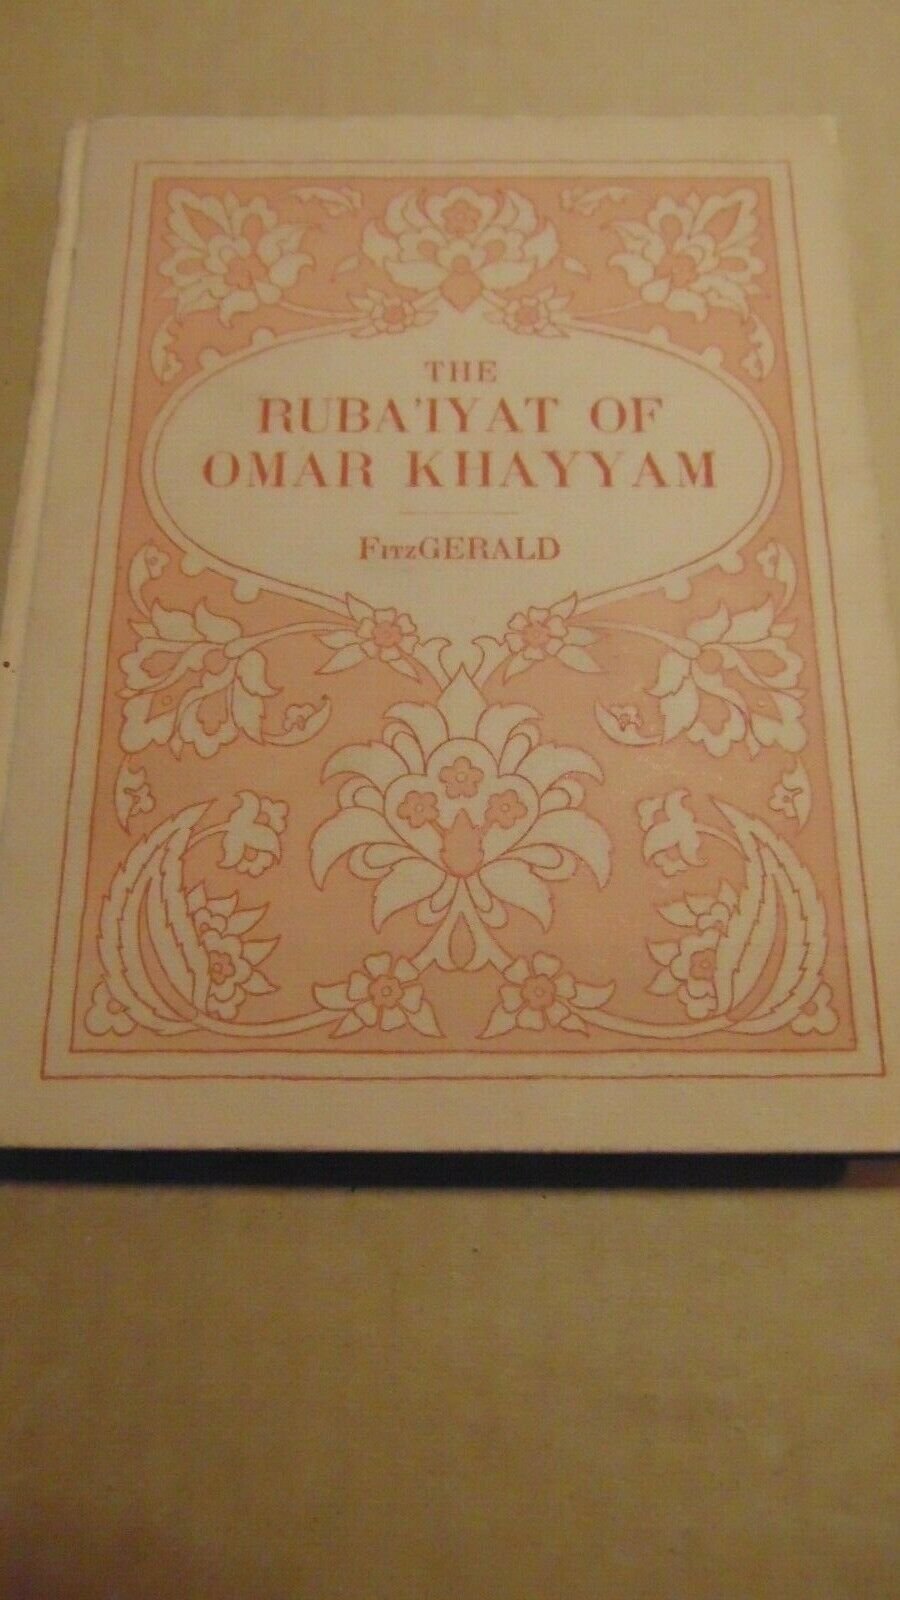 THE
RUBA'IYAT OF
OMAR KHAYYAM
FITZGERALD